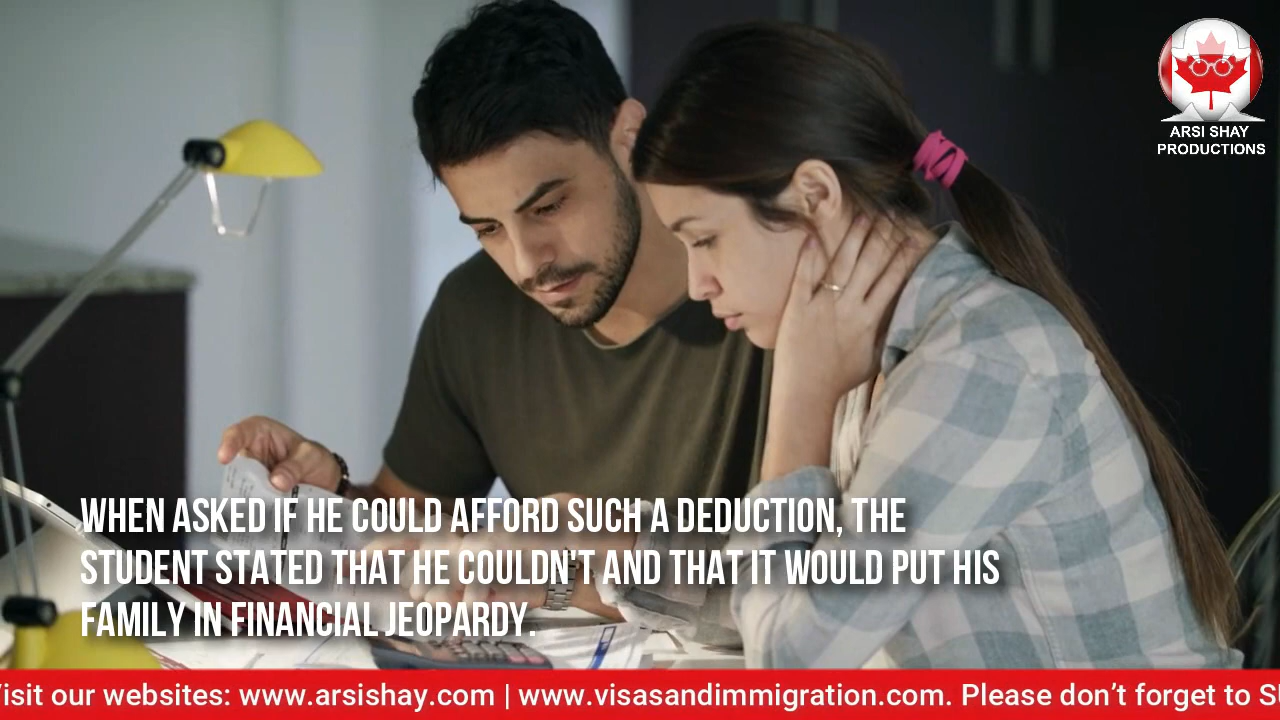 ARSI SHAY
PRODUCTIONS
WHEN ASKED IF HE COULD AFFORD SUCH A DEDUCTION, THE
STUDENT STATED THAT HE COULDN'T AND THAT IT WOULD PUT HIS
FAMILY IN FINANCIAL JEOPARDY.
isit our websites: www.arsishay.com | www.visasandimmigration.com. Please don't forget to S